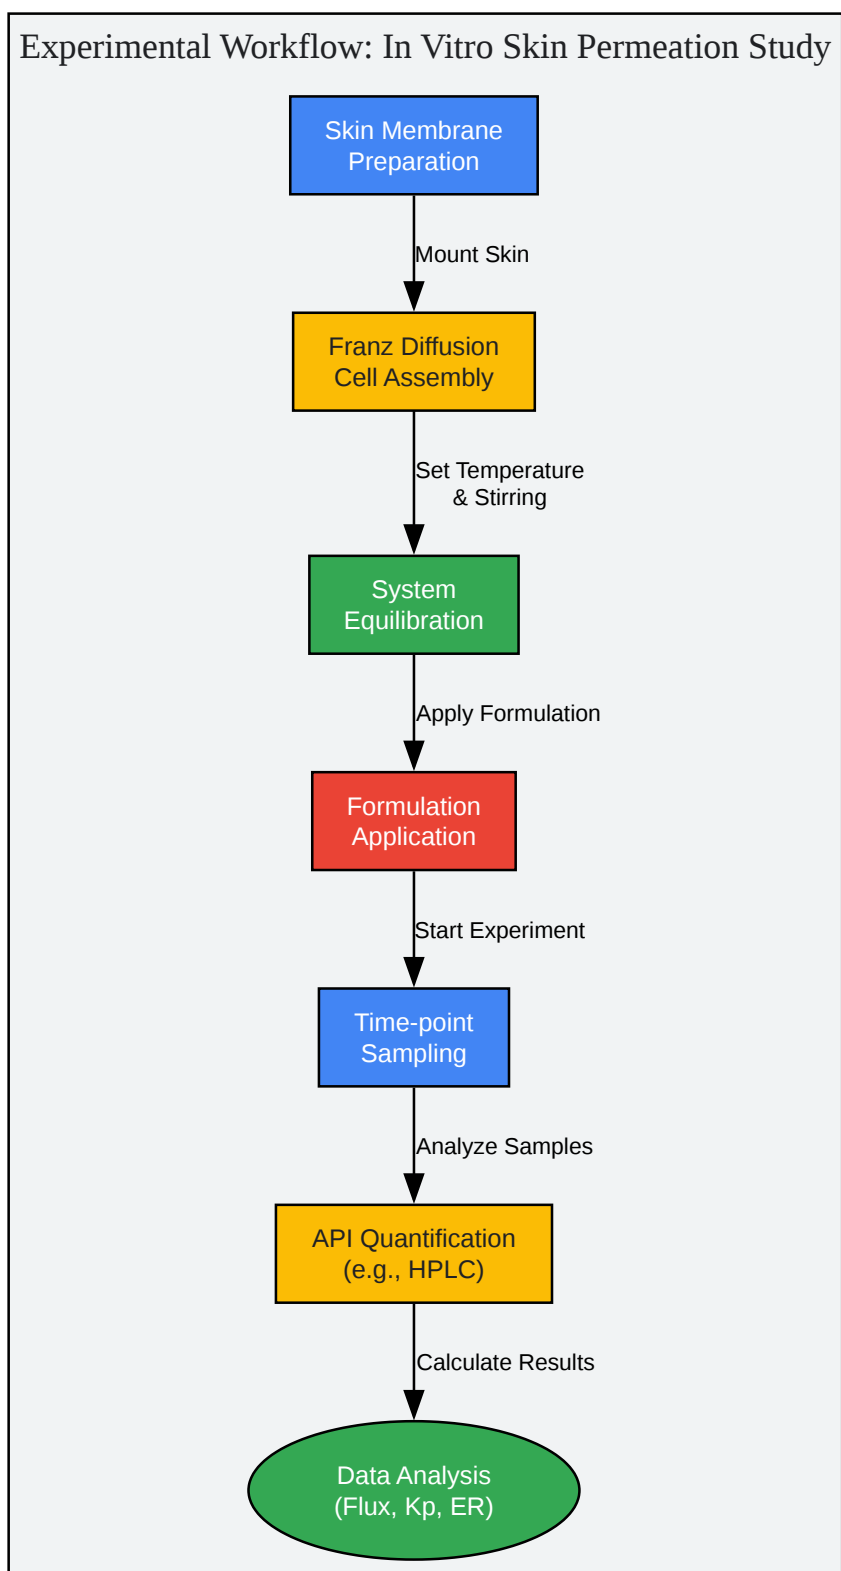 Experimental Workflow: In Vitro Skin Permeation Study
Skin Membrane
Preparation
Mount Skin
Franz Diffusion
Cell Assembly
Set Temperature
& Stirring
System
Equilibration
Apply Formulation
Formulation
Application
Start Experiment
Time-point
Sampling
Analyze Samples
API Quantification
(e.g., HPLC)
Calculate Results
Data Analysis
(Flux, Kp, ER)